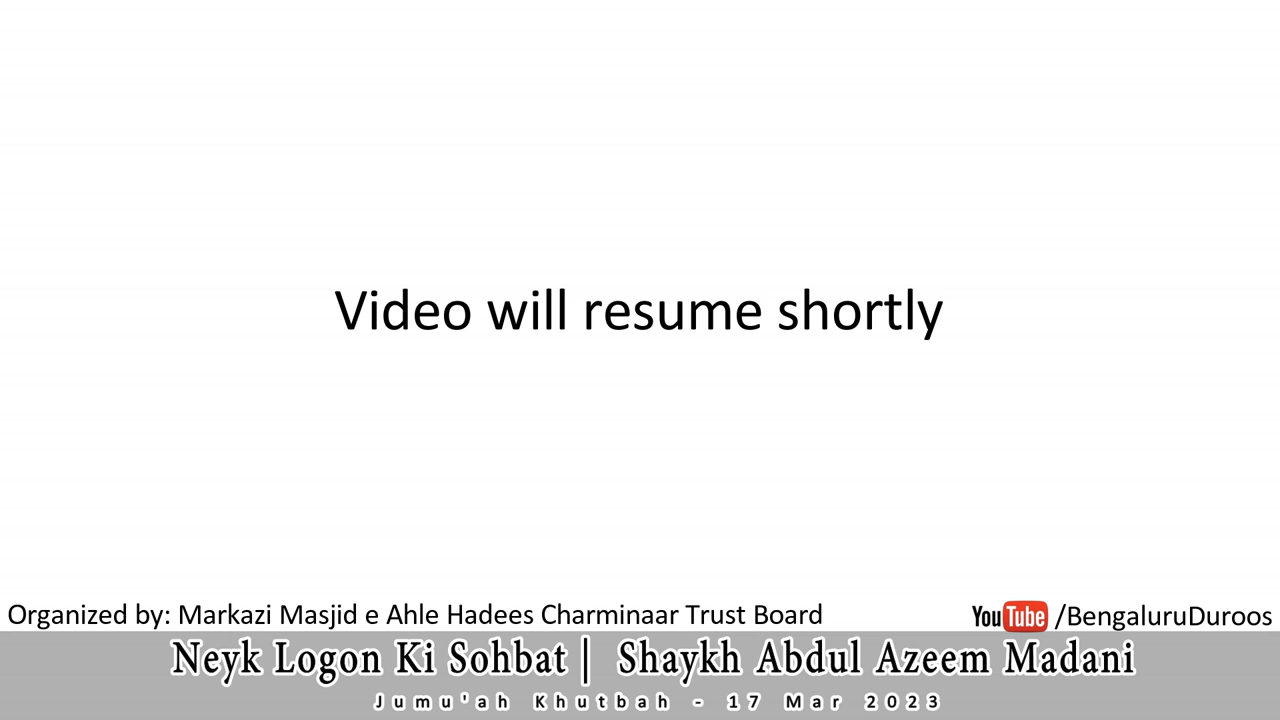 Video will resume shortly
Organized by: Markazi Masjid e Ahle Hadees Charminaar Trust Board
YouTube /BengaluruDuroos
Neyk Logon Ki Sohbat | Shaykh Abdul Azeem Madani
Jumu'ah Khutbah - 17 Mar 2023